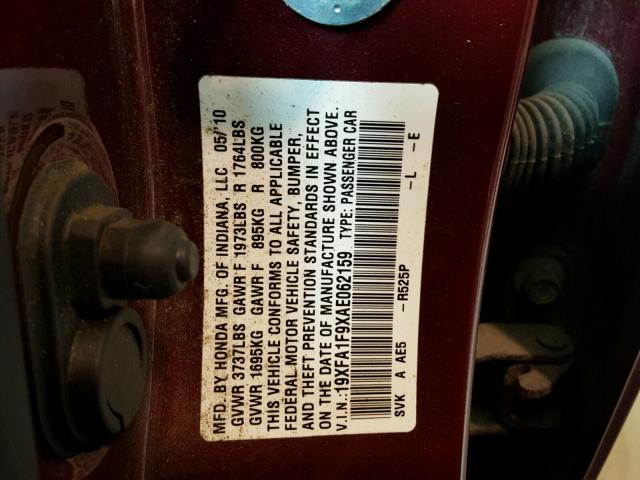 MFD. BY HONDA MFG. OF INDIANA, LLC 05/'10
GVWR 3737LBS GAWR F 1973LBS R 1764LBS
GVWR 1695KG GAWR F 895KG R 800KG
THIS VEHICLE CONFORMS TO ALL APPLICABLE
FEDERAL MOTOR VEHICLE SAFETY, BUMPER,
AND THEFT PREVENTION STANDARDS IN EFFECT
ON THE DATE OF MANUFACTURE SHOWN ABOVE.
V.I.N.:19XFA1F9XAE062159 TYPE: PASSENGER CAR
SVK A AE5 - R525P - L - E